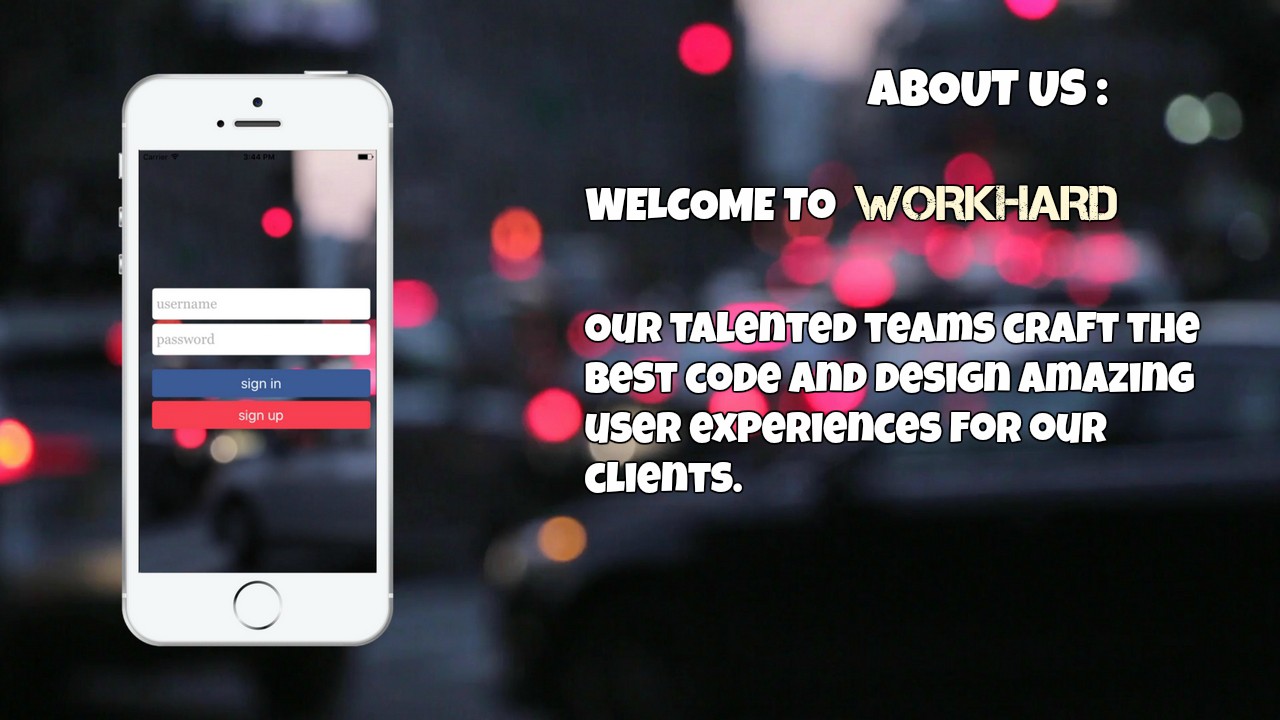 ABOUT US :
WELCOME TO WORKHARD
OUR TALENTED TEAMS CRAFT THE
BEST CODE AND DESIGN AMAZING
USER EXPERIENCES FOR OUR
CLIENTS.
Carrier 3:44 PM
username
password
sign in
sign up